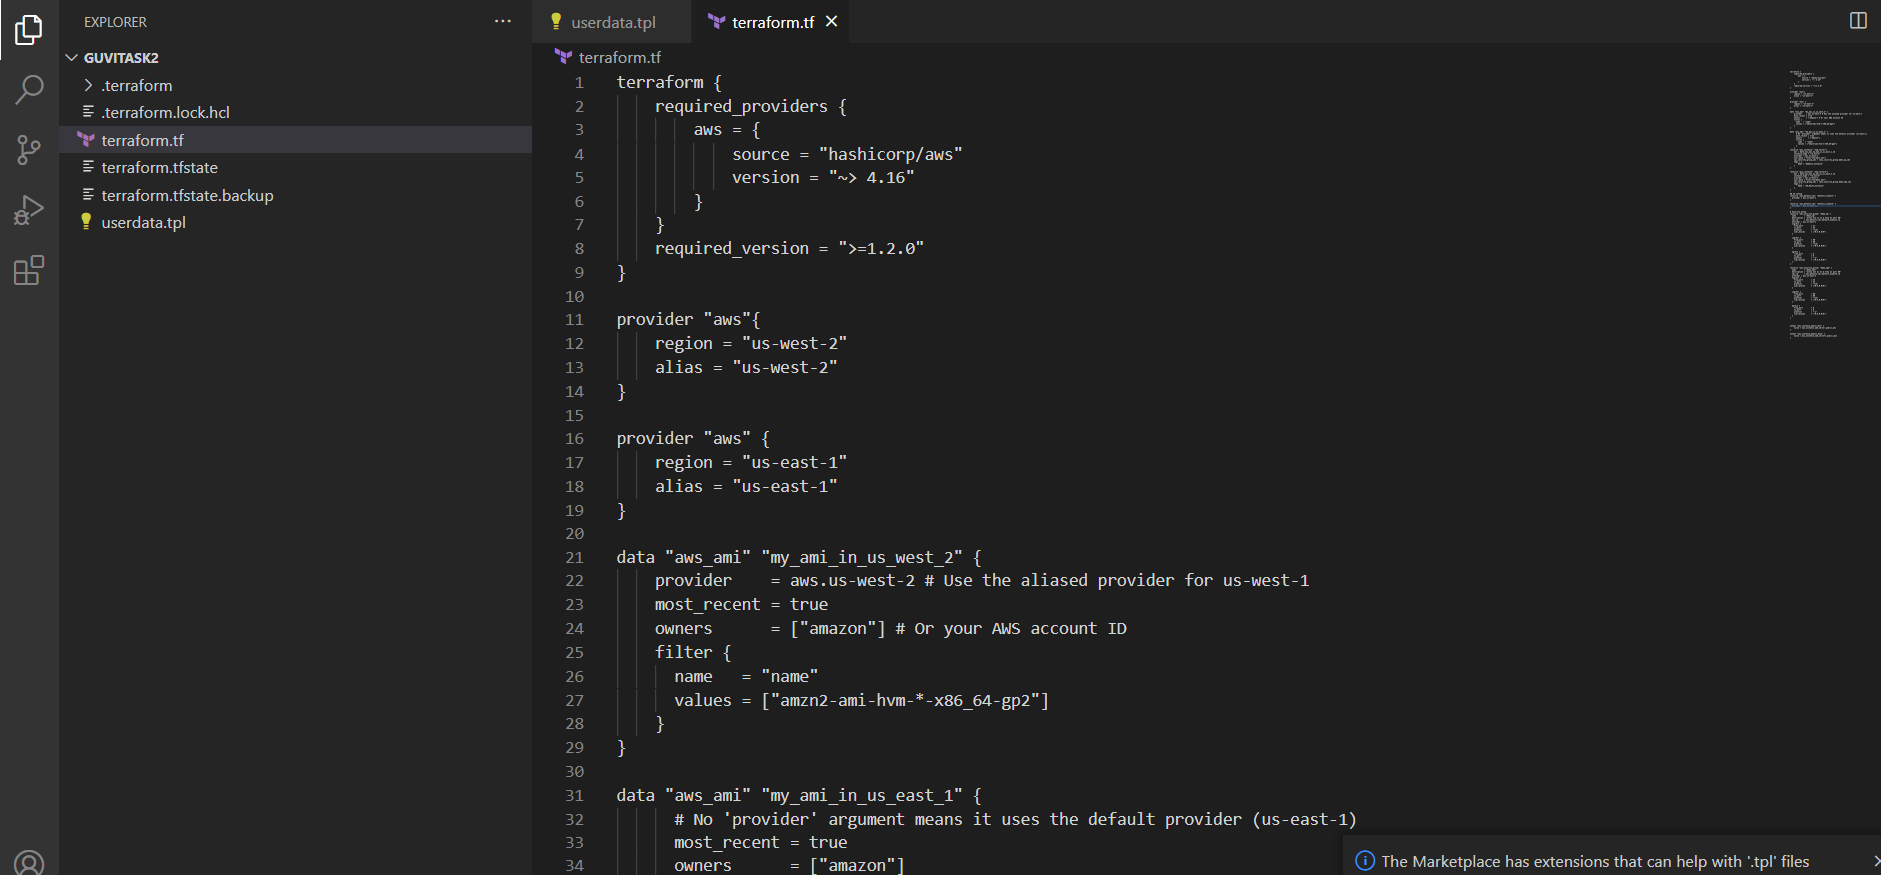 EXPLORER
GUVITASK2
.terraform
.terraform.lock.hcl
terraform.tf
terraform.tfstate
terraform.tfstate.backup
userdata.tpl
userdata.tpl
terraform.tf
terraform.tf
1 terraform {
2     required_providers {
3         aws = {
4             source = "hashicorp/aws"
5             version = "~> 4.16"
6         }
7     }
8     required_version = ">=1.2.0"
9 }
10
11 provider "aws"{
12     region = "us-west-2"
13     alias = "us-west-2"
14 }
15
16 provider "aws" {
17     region = "us-east-1"
18     alias = "us-east-1"
19 }
20
21 data "aws_ami" "my_ami_in_us_west_2" {
22     provider    = aws.us-west-2 # Use the aliased provider for us-west-1
23     most_recent = true
24     owners      = ["amazon"] # Or your AWS account ID
25     filter {
26       name   = "name"
27       values = ["amzn2-ami-hvm-*-x86_64-gp2"]
28     }
29 }
30
31 data "aws_ami" "my_ami_in_us_east_1" {
32       # No 'provider' argument means it uses the default provider (us-east-1)
33       most_recent = true
34       owners      = ["amazon"]
The Marketplace has extensions that can help with '.tpl' files